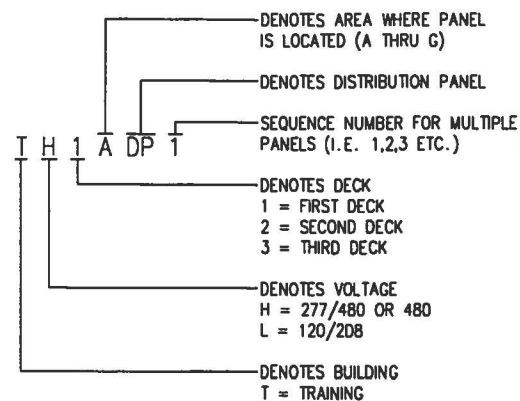 DENOTES AREA WHERE PANEL
IS LOCATED (A THRU G)
DENOTES DISTRIBUTION PANEL
SEQUENCE NUMBER FOR MULTIPLE
PANELS (I.E. 1,2,3 ETC.)
T H 1 A DP 1
DENOTES DECK
1 = FIRST DECK
2 = SECOND DECK
3 = THIRD DECK
DENOTES VOLTAGE
H = 277/480 OR 480
L = 120/208
DENOTES BUILDING
T = TRAINING